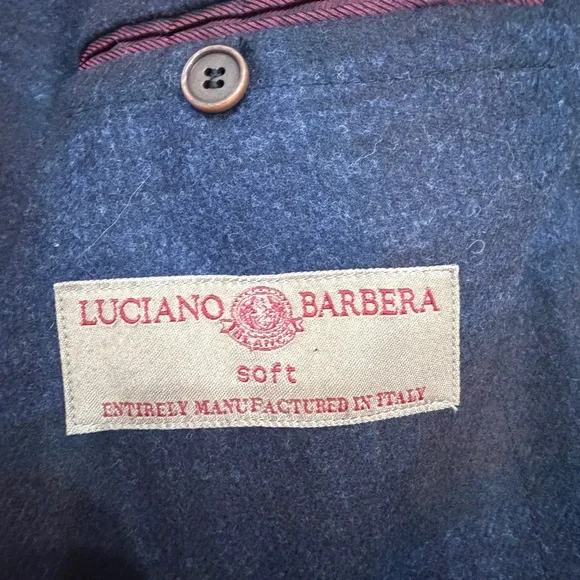 LUCIANO BARBERA
soft
ENTIRELY MANUFACTURED IN ITALY